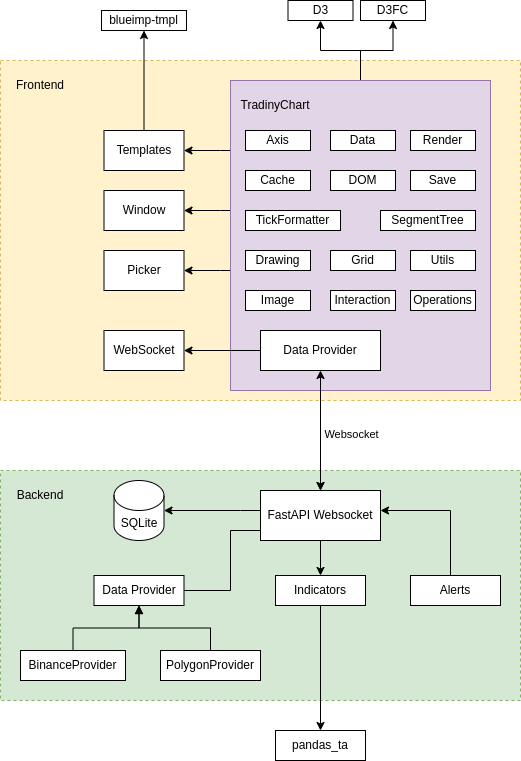 blueimp-tmpl
D3
D3FC
Frontend
TradinyChart
Axis
Data
Render
Templates
Cache
DOM
Save
Window
TickFormatter
SegmentTree
Picker
Drawing
Grid
Utils
Image
Interaction
Operations
WebSocket
Data Provider
Websocket
Backend
SQLite
FastAPI Websocket
Data Provider
Indicators
Alerts
BinanceProvider
PolygonProvider
pandas_ta